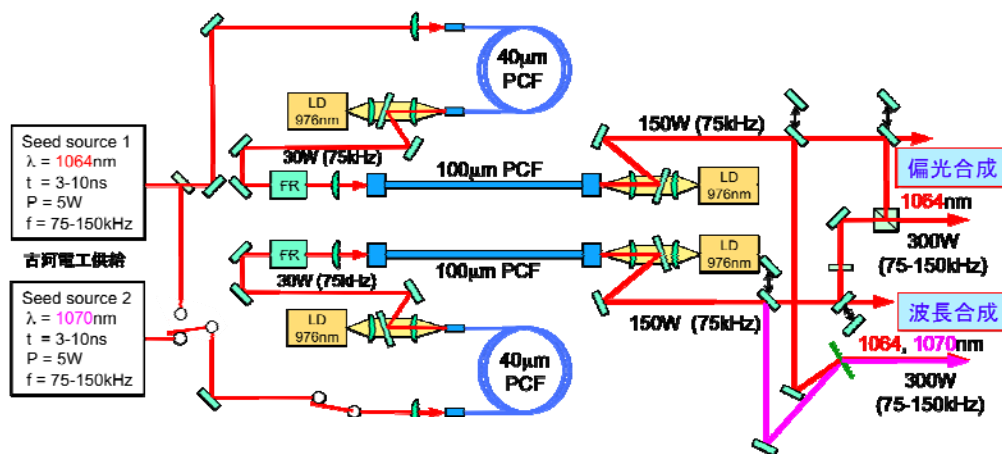 40μm
PCF
LD
976nm
Seed source 1
λ = 1064nm
t = 3-10ns
P = 5W
f = 75-150kHz
古河電工供給
30W (75kHz)
FR
100μm PCF
150W (75kHz)
LD
976nm
偏光合成
1064nm
300W
(75-150kHz)
FR
30W (75kHz)
100μm PCF
LD
976nm
150W (75kHz)
波長合成
1064, 1070nm
300W
(75-150kHz)
Seed source 2
λ = 1070nm
t = 3-10ns
P = 5W
f = 75-150kHz
LD
976nm
40μm
PCF